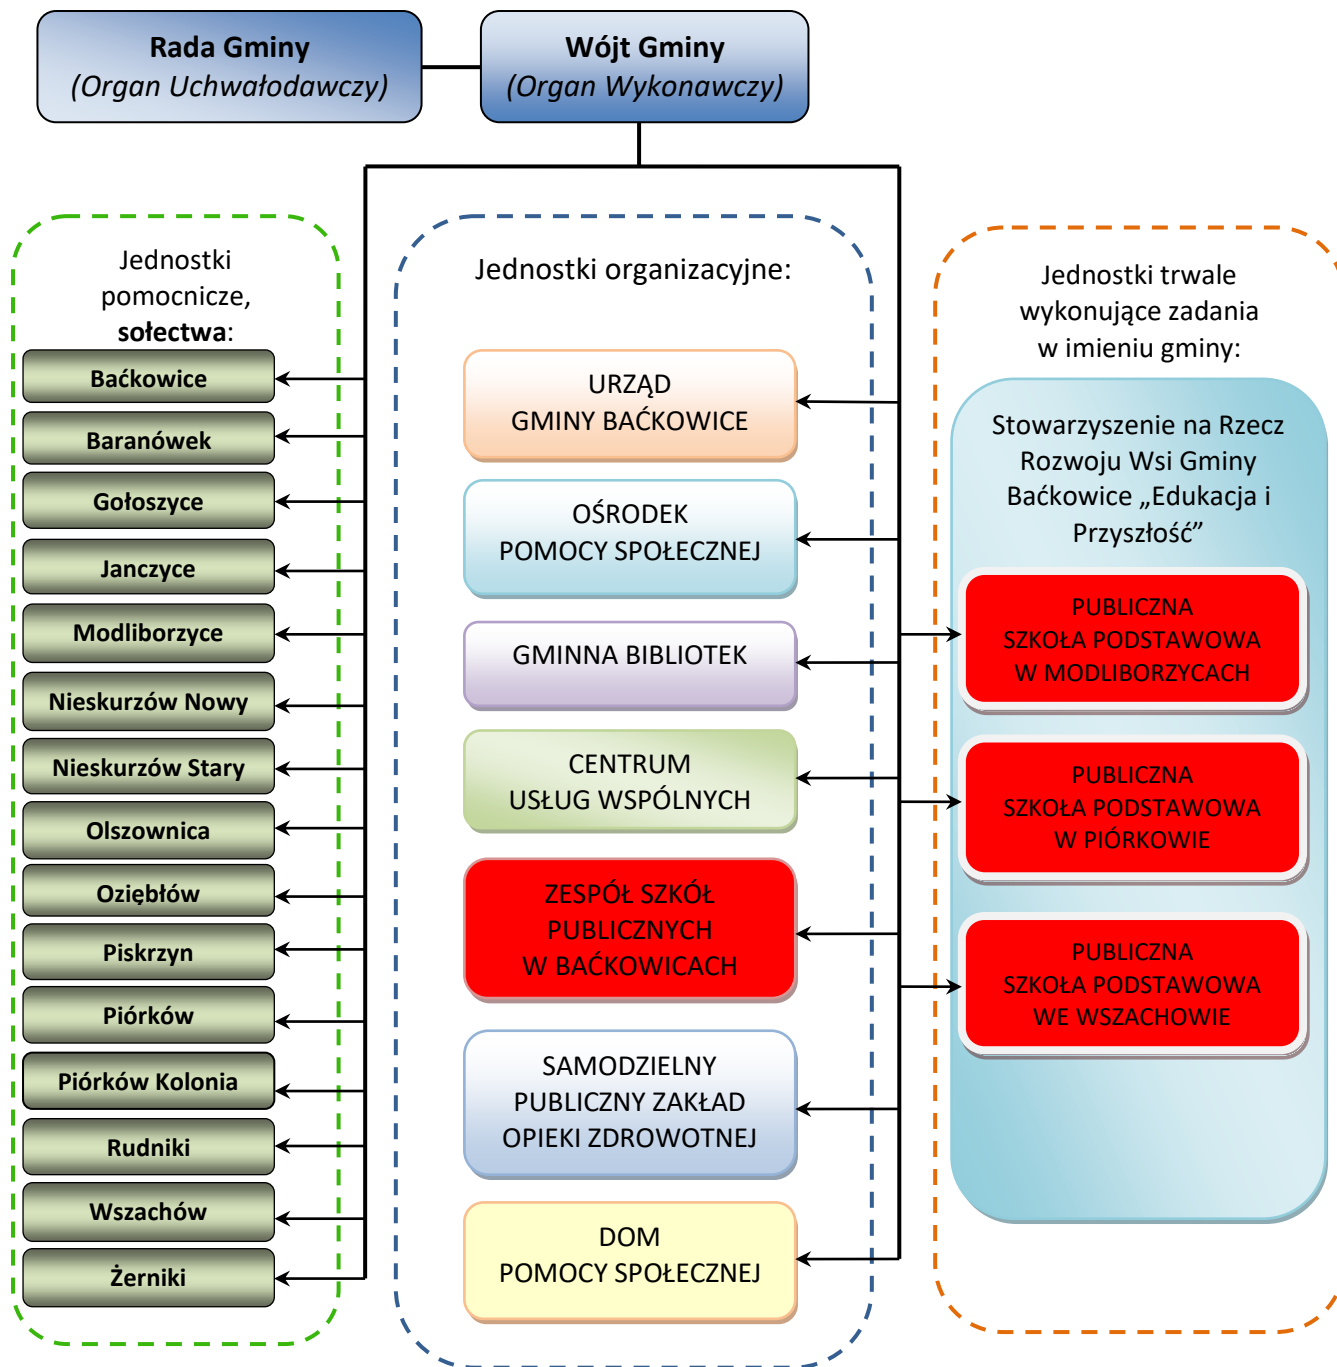 Rada Gminy
(Organ Uchwałodawczy)
Wójt Gminy
(Organ Wykonawczy)
Jednostki
pomocnicze,
sołectwa:
Baćkowice
Baranówek
Gołoszyce
Janczyce
Modliborzyce
Nieskurzów Nowy
Nieskurzów Stary
Olszownica
Oziębłów
Piskrzyn
Piórków
Piórków Kolonia
Rudniki
Wszachów
Żerniki
Jednostki organizacyjne:
URZĄD
GMINY BAĆKOWICE
OŚRODEK
POMOCY SPOŁECZNEJ
GMINNA BIBLIOTEK
CENTRUM
USŁUG WSPÓLNYCH
ZESPÓŁ SZKÓŁ
PUBLICZNYCH
W BAĆKOWICACH
SAMODZIELNY
PUBLICZNY ZAKŁAD
OPIEKI ZDROWOTNEJ
DOM
POMOCY SPOŁECZNEJ
Jednostki trwale
wykonujące zadania
w imieniu gminy:
Stowarzyszenie na Rzecz
Rozwoju Wsi Gminy
Baćkowice „Edukacja i
Przyszłość”
PUBLICZNA
SZKOŁA PODSTAWOWA
W MODLIBORZYCACH
PUBLICZNA
SZKOŁA PODSTAWOWA
W PIÓRKOWIE
PUBLICZNA
SZKOŁA PODSTAWOWA
WE WSZACHOWIE